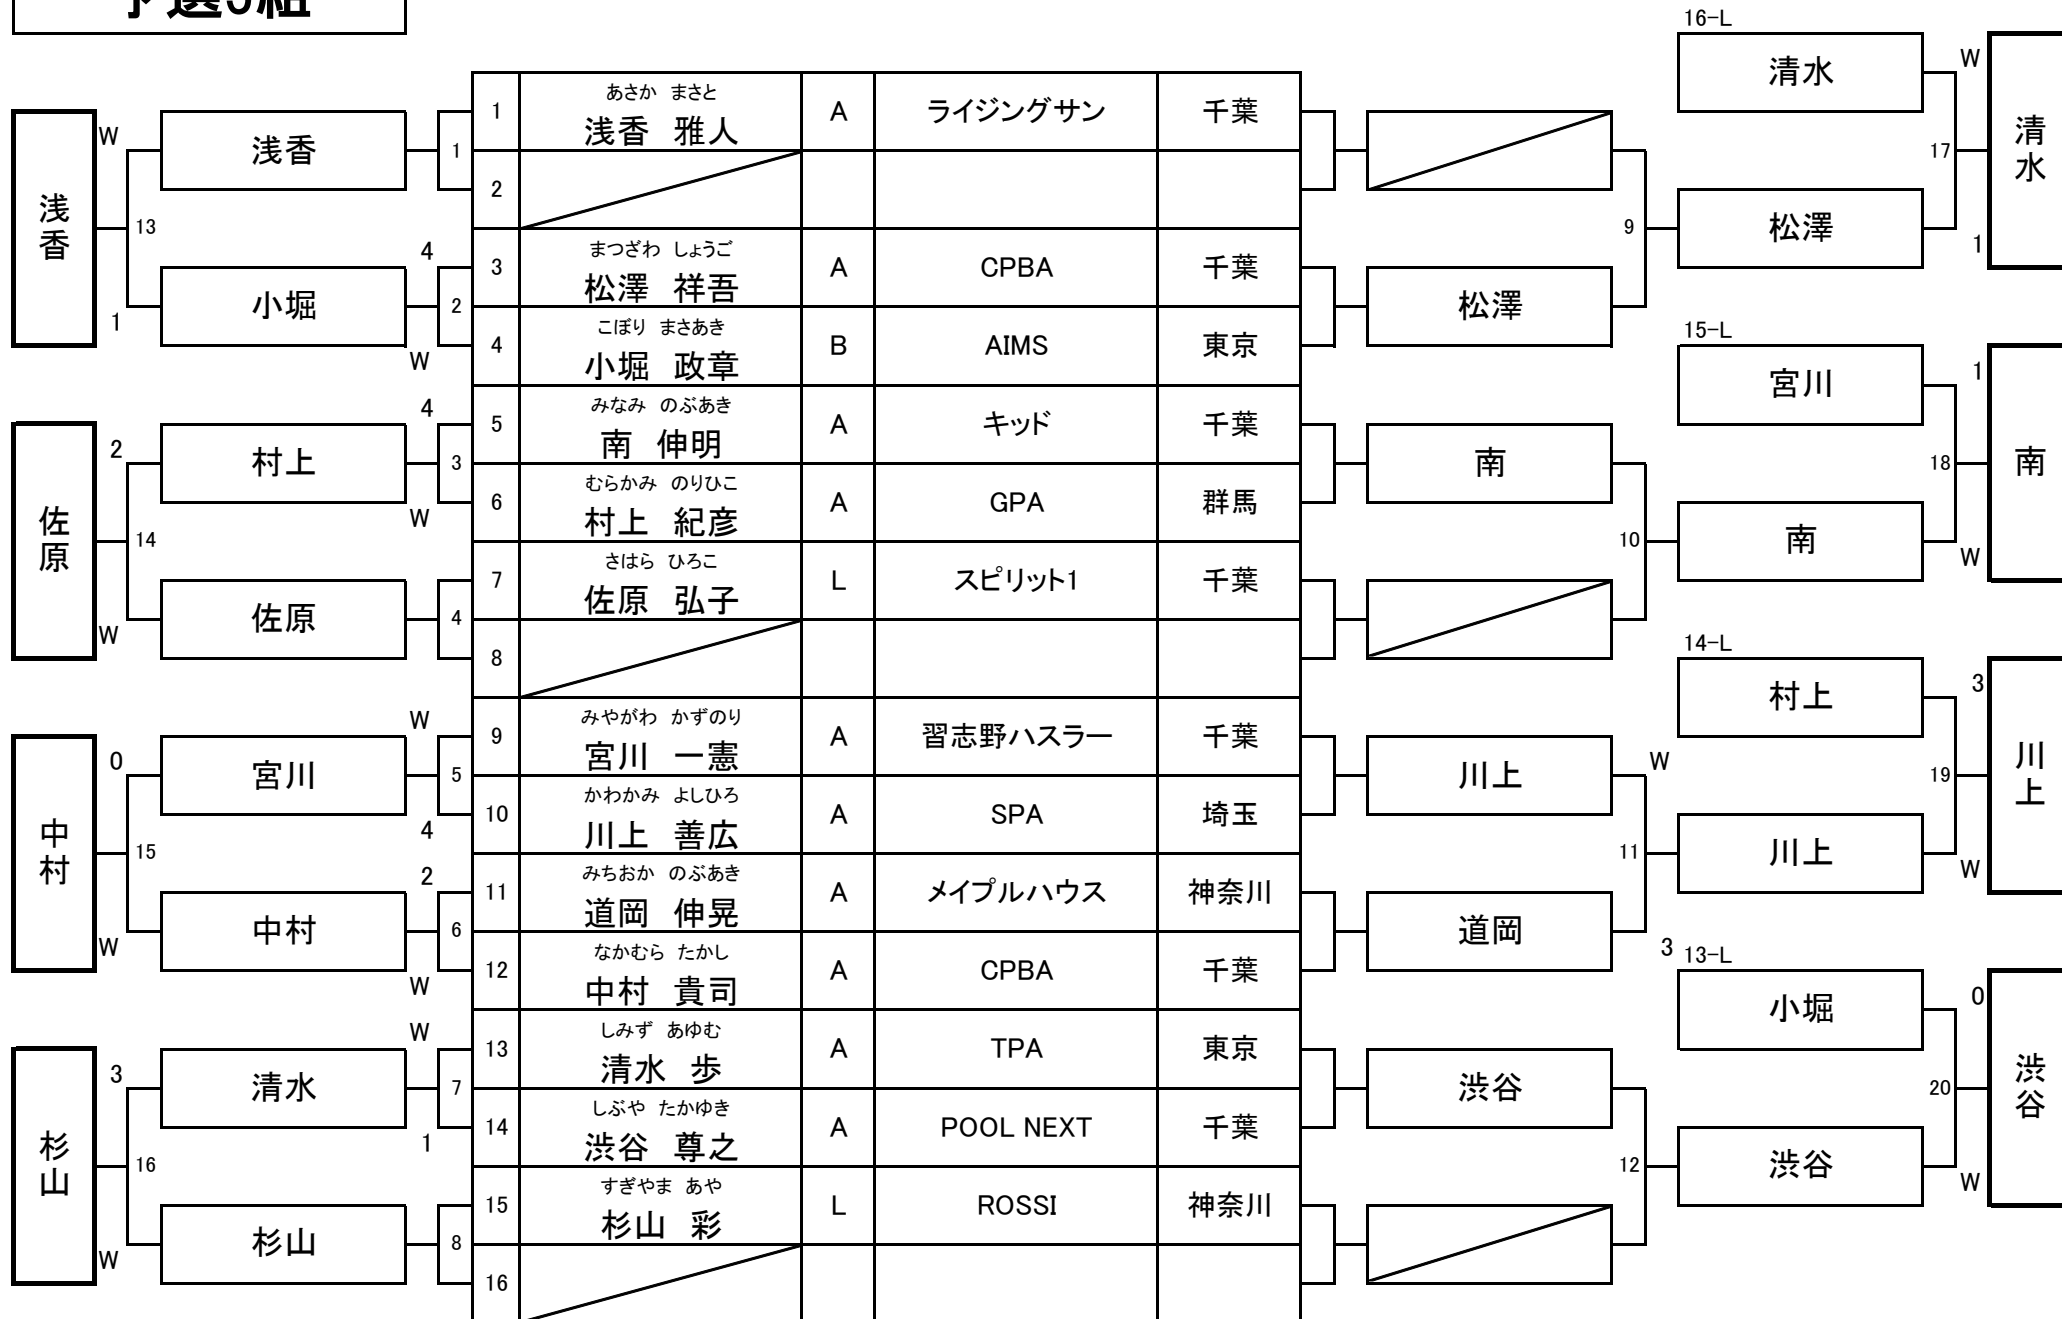 16-L
清水
W
清水
17
1
松澤
9
松澤
15-L
宮川
1
南
18
南
10
W
南
14-L
村上
3
川上
19
川上
W
11
川上
W
道岡
3
13-L
小堀
0
渋谷
20
渋谷
W
12
渋谷
1 あさか まさと
浅香 雅人 A ライジングサン 千葉
2
3 まつざわ しょうご
松澤 祥吾 A CPBA 千葉
4 こぼり まさあき
小堀 政章 B AIMS 東京
5 みなみ のぶあき
南 伸明 A キッド 千葉
6 むらかみ のりひこ
村上 紀彦 A GPA 群馬
7 さはら ひろこ
佐原 弘子 L スピリット1 千葉
8
9 みやがわ かずのり
宮川 一憲 A 習志野ハスラー 千葉
10 かわかみ よしひろ
川上 善広 A SPA 埼玉
11 みちおか のぶあき
道岡 伸晃 A メイプルハウス 神奈川
12 なかむら たかし
中村 貴司 A CPBA 千葉
13 しみず あゆむ
清水 歩 A TPA 東京
14 しぶや たかゆき
渋谷 尊之 A POOL NEXT 千葉
15 すぎやま あや
杉山 彩 L ROSSI 神奈川
16
浅香
W
13
1
浅香
1
小堀
4
2
W
佐原
2
14
W
村上
4
3
W
佐原
4
中村
0
15
W
宮川
W
5
4
中村
2
6
W
杉山
3
16
W
清水
W
7
1
杉山
8